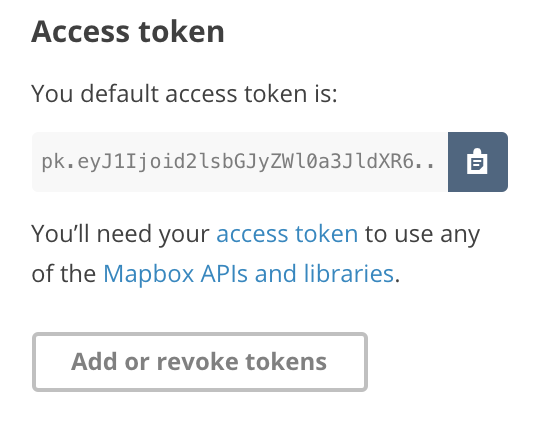 Access token
You default access token is:
pk.eyJ1Ijoid2lsbGJyZWl0a3JldXR6..
You’ll need your access token to use any
of the Mapbox APIs and libraries.
Add or revoke tokens